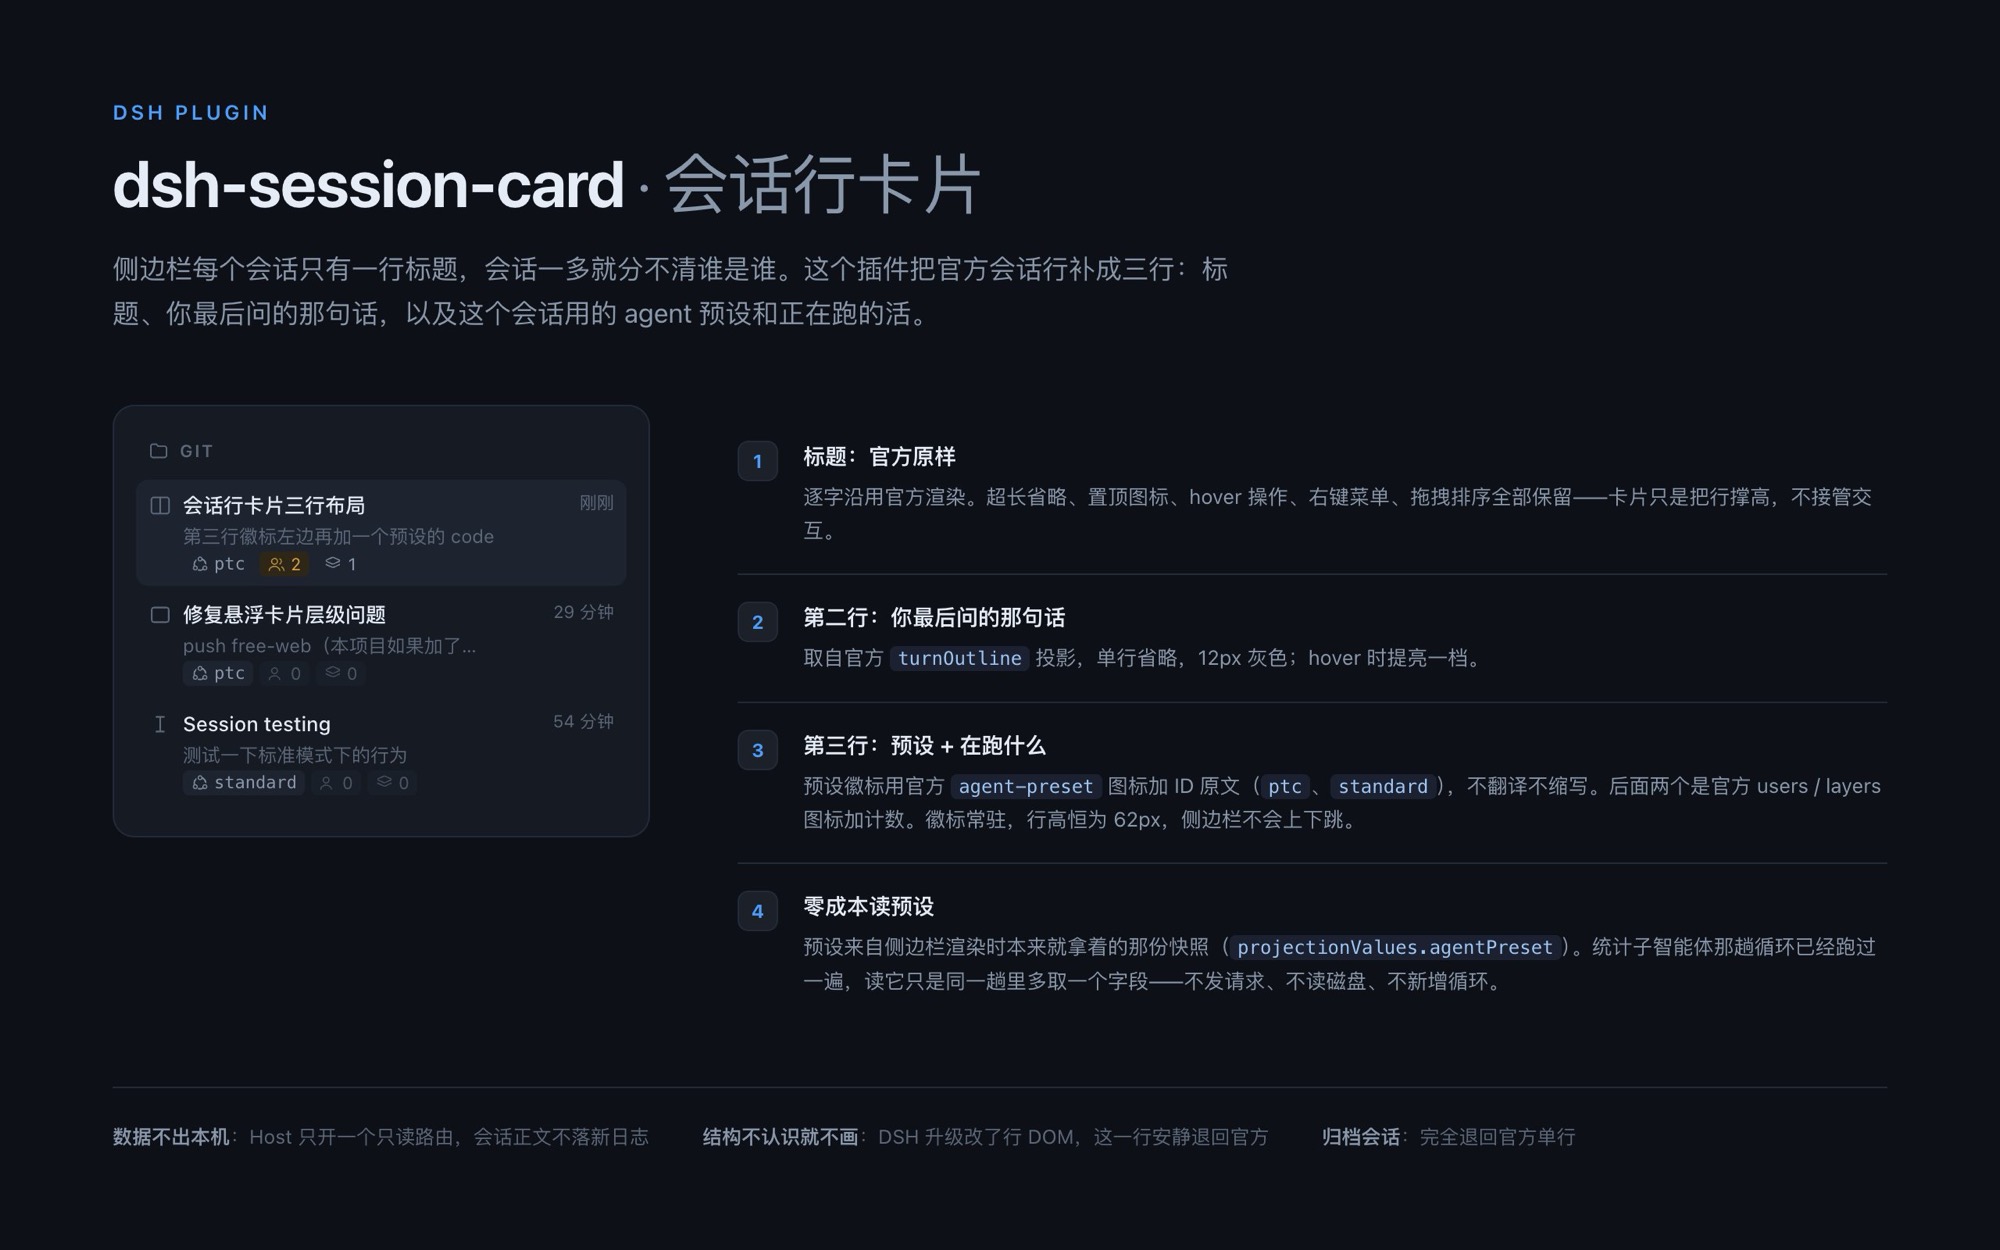 DSH PLUGIN
dsh-session-card · 会话行卡片
侧边栏每个会话只有一行标题，会话一多就分不清谁是谁。这个插件把官方会话行补成三行：标
题、你最后问的那句话，以及这个会话用的 agent 预设和正在跑的活。
GIT
会话行卡片三行布局 刚刚
第三行徽标左边再加一个预设的 code
ptc 2 1
修复悬浮卡片层级问题 29 分钟
push free-web（本项目如果加了...
ptc 0 0
Session testing 54 分钟
测试一下标准模式下的行为
standard 0 0
1 标题：官方原样
逐字沿用官方渲染。超长省略、置顶图标、hover 操作、右键菜单、拖拽排序全部保留——卡片只是把行撑高，不接管交
互。
2 第二行：你最后问的那句话
取自官方 turnOutline 投影，单行省略，12px 灰色；hover 时提亮一档。
3 第三行：预设 + 在跑什么
预设徽标用官方 agent-preset 图标加 ID 原文（ptc、standard），不翻译不缩写。后面两个是官方 users / layers
图标加计数。徽标常驻，行高恒为 62px，侧边栏不会上下跳。
4 零成本读预设
预设来自侧边栏渲染时本来就拿着的那份快照（projectionValues.agentPreset）。统计子智能体那趟循环已经跑过
一遍，读它只是同一趟里多取一个字段——不发请求、不读磁盘、不新增循环。
数据不出本机：Host 只开一个只读路由，会话正文不落新日志 结构不认识就不画：DSH 升级改了行 DOM，这一行安静退回官方 归档会话：完全退回官方单行